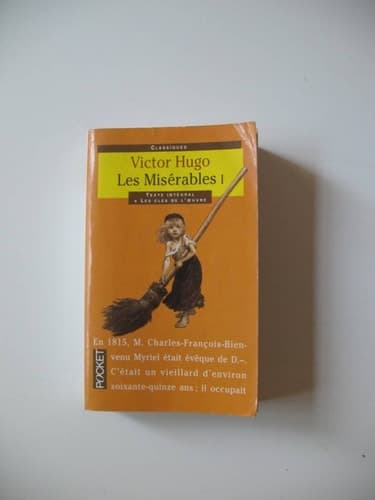 CLASSIQUES
Victor Hugo
Les Misérables I
TEXTE INTÉGRAL
+ LES CLÉS DE L'ŒUVRE
En 1815, M. Charles-François-Bien-
venu Myriel était évêque de D.–.
C'était un vieillard d'environ
soixante-quinze ans ; il occupait
POCKET